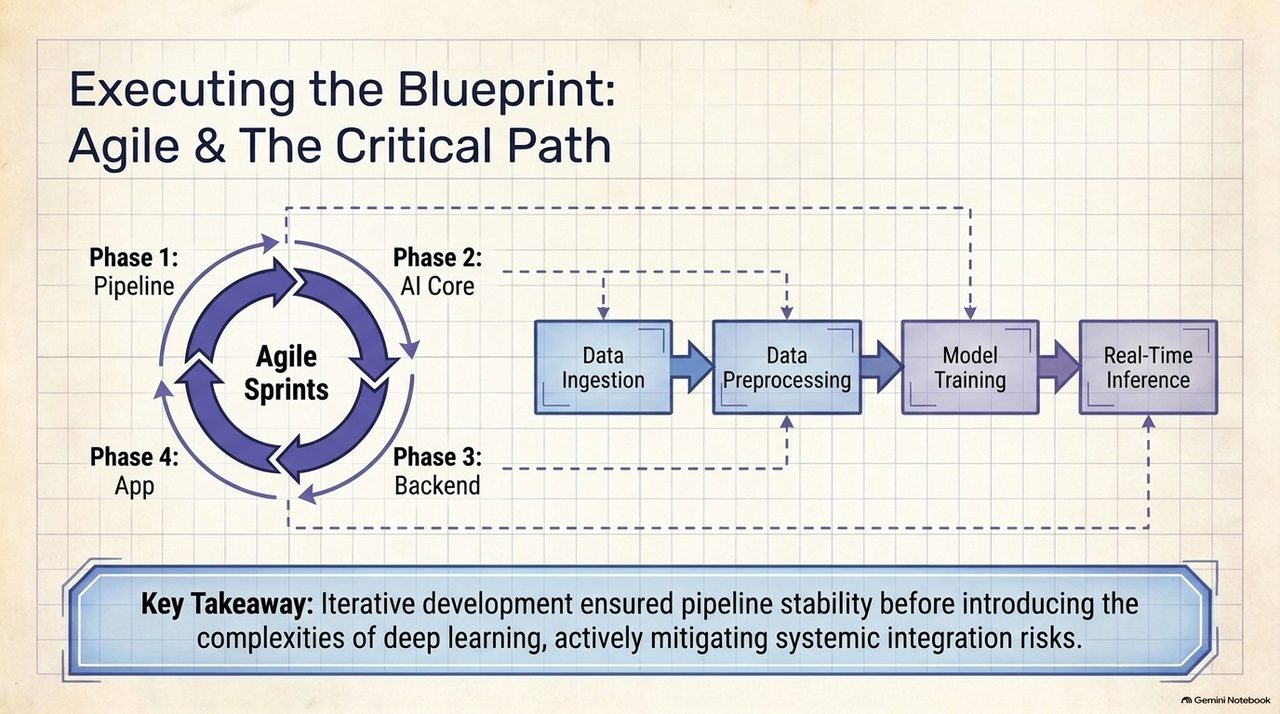 Executing the Blueprint:
Agile & The Critical Path
Phase 1:
Pipeline
Phase 2:
AI Core
Agile
Sprints
Phase 4:
App
Phase 3:
Backend
Data
Ingestion
Data
Preprocessing
Model
Training
Real-Time
Inference
Key Takeaway: Iterative development ensured pipeline stability before introducing the
complexities of deep learning, actively mitigating systemic integration risks.
Gemini Notebook